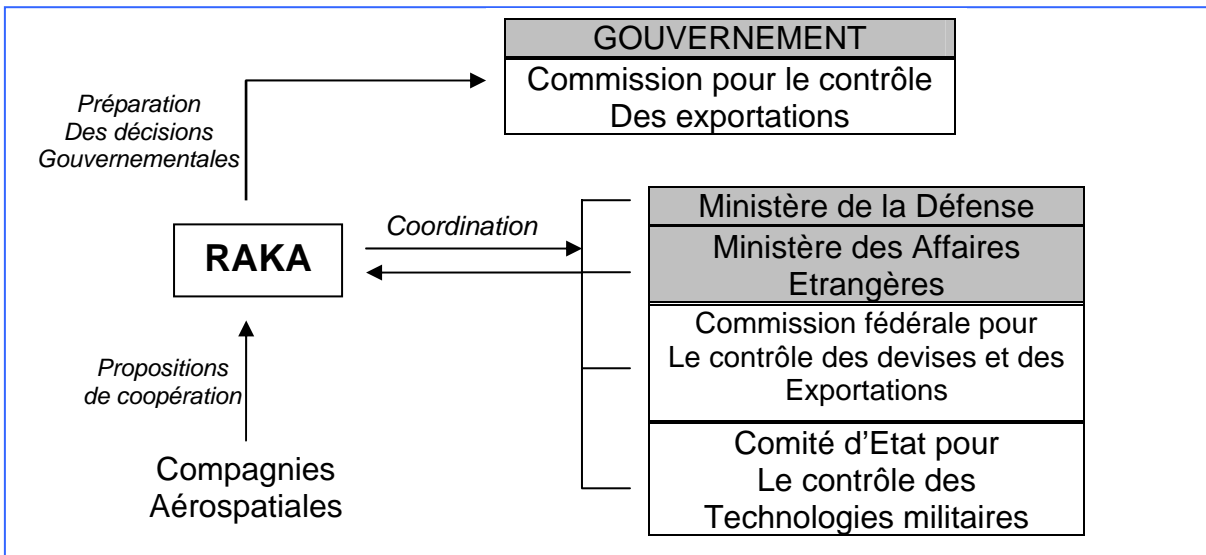 GOUVERNEMENT
Commission pour le contrôle
Des exportations
Préparation
Des décisions
Gouvernementales
RAKA
Coordination
Ministère de la Défense
Ministère des Affaires
Etrangères
Commission fédérale pour
Le contrôle des devises et des
Exportations
Comité d'Etat pour
Le contrôle des
Technologies militaires
Propositions
de coopération
Compagnies
Aérospatiales